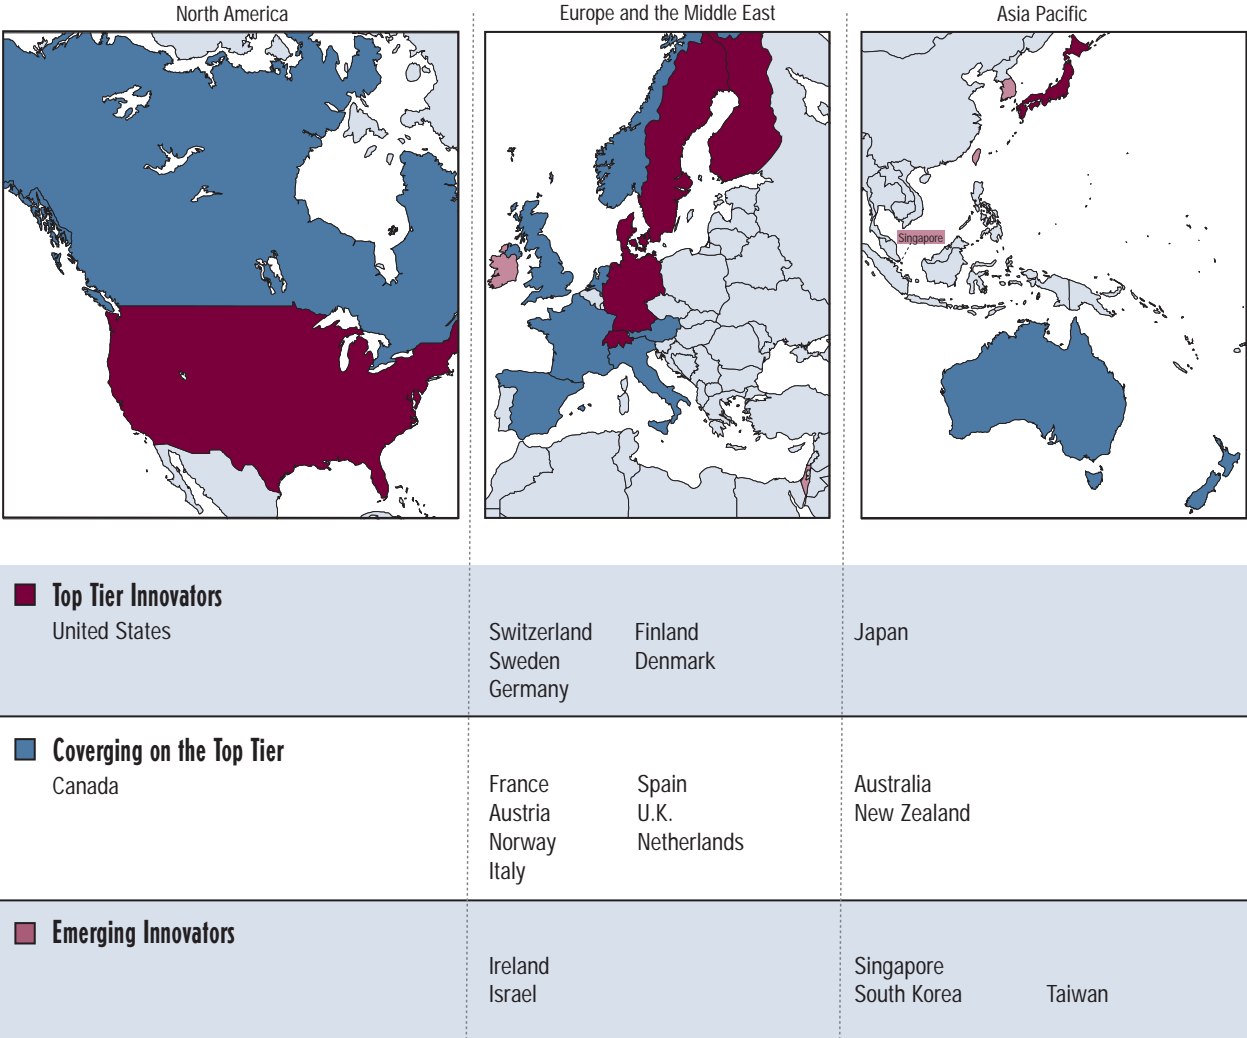 North America
Europe and the Middle East
Asia Pacific
Singapore
Top Tier Innovators
United States
Switzerland Finland
Sweden Denmark
Germany
Japan
Coverging on the Top Tier
Canada
France Spain
Austria U.K.
Norway Netherlands
Italy
Australia
New Zealand
Emerging Innovators
Ireland
Israel
Singapore
South Korea Taiwan